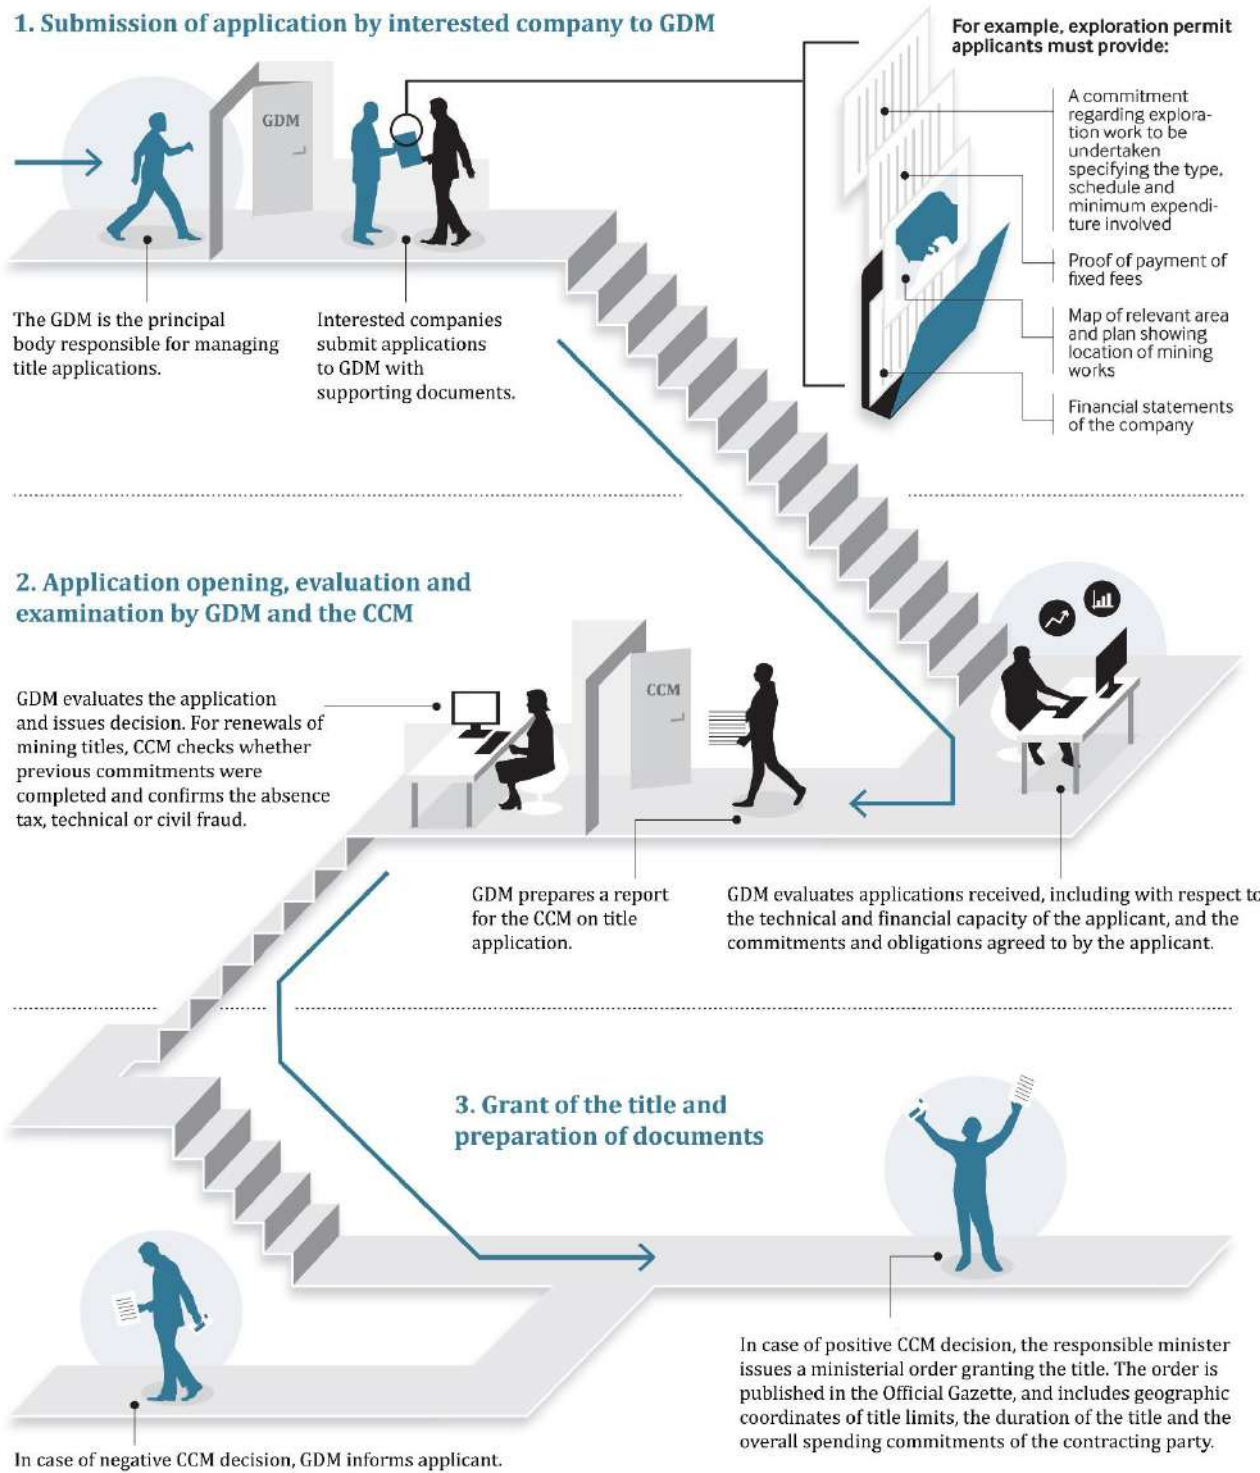 1. Submission of application by interested company to GDM
GDM
For example, exploration permit
applicants must provide:
A commitment
regarding explora-
tion work to be
undertaken
specifying the type,
schedule and
minimum expendi-
ture involved
Proof of payment of
fixed fees
Map of relevant area
and plan showing
location of mining
works
Financial statements
of the company
The GDM is the principal
body responsible for managing
title applications.
Interested companies
submit applications
to GDM with
supporting documents.
2. Application opening, evaluation and
examination by GDM and the CCM
GDM evaluates the application
and issues decision. For renewals of
mining titles, CCM checks whether
previous commitments were
completed and confirms the absence
tax, technical or civil fraud.
CCM
GDM prepares a report
for the CCM on title
application.
GDM evaluates applications received, including with respect to
the technical and financial capacity of the applicant, and the
commitments and obligations agreed to by the applicant.
3. Grant of the title and
preparation of documents
In case of positive CCM decision, the responsible minister
issues a ministerial order granting the title. The order is
published in the Official Gazette, and includes geographic
coordinates of title limits, the duration of the title and the
overall spending commitments of the contracting party.
In case of negative CCM decision, GDM informs applicant.